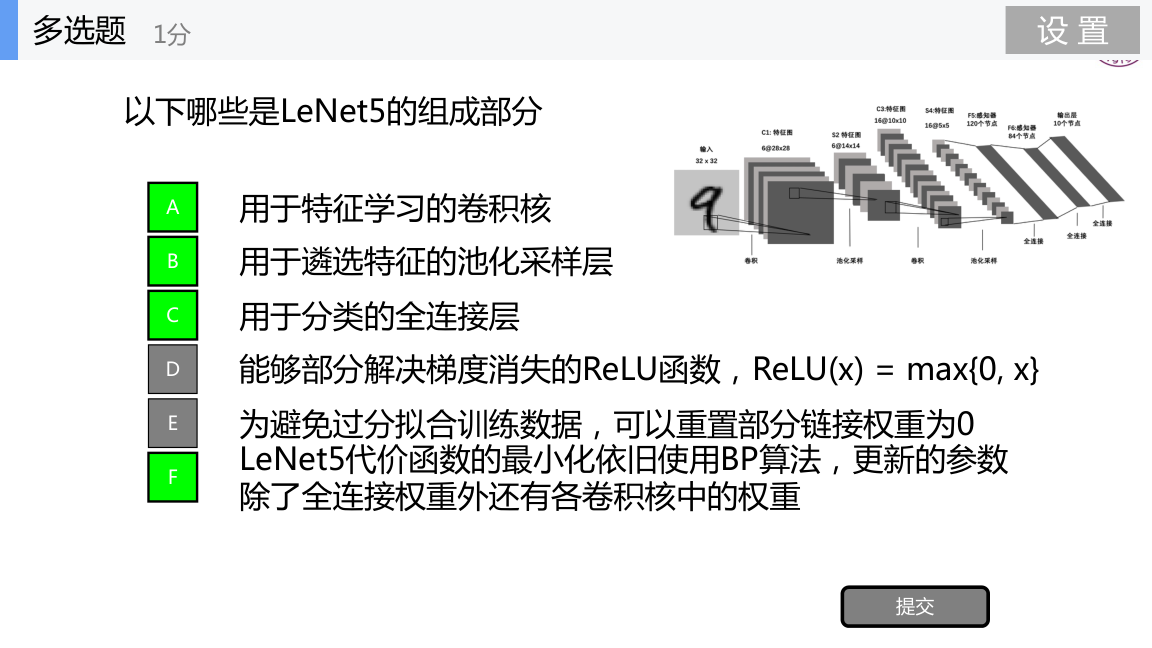 多选题 1分
设 置
以下哪些是LeNet5的组成部分
A 用于特征学习的卷积核
B 用于遴选特征的池化采样层
C 用于分类的全连接层
D 能够部分解决梯度消失的ReLU函数，ReLU(x) = max{0, x}
E 为避免过分拟合训练数据，可以重置部分链接权重为0
F LeNet5代价函数的最小化依旧使用BP算法，更新的参数
除了全连接权重外还有各卷积核中的权重
输入
32 x 32
C1: 特征图
6@28x28
S2 特征图
6@14x14
C3:特征图
16@10x10
S4:特征图
16@5x5
F5:感知器
120个节点
F6:感知器
84个节点
输出层
10个节点
卷积
池化采样
卷积
池化采样
全连接
全连接
全连接
提交